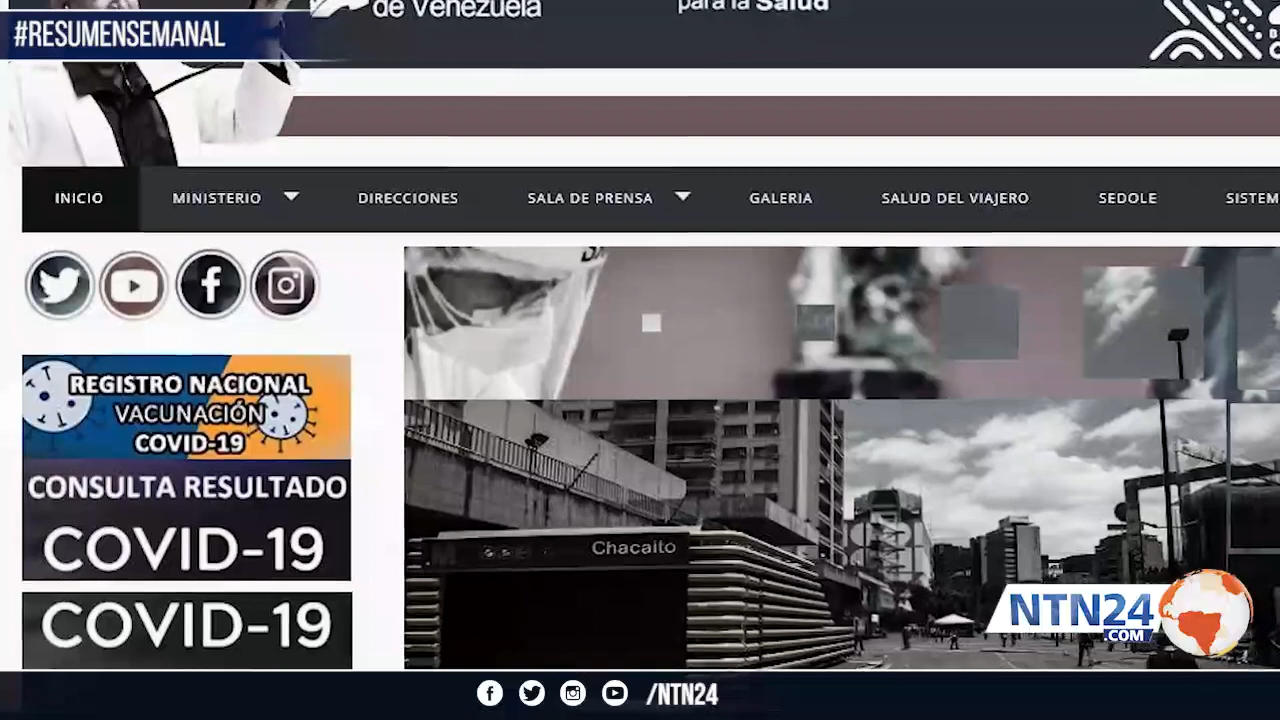 de Venezuela
para la Salud
#RESUMENSEMANAL
INICIO
MINISTERIO
DIRECCIONES
SALA DE PRENSA
GALERIA
SALUD DEL VIAJERO
SEDOLE
SISTEM
REGISTRO NACIONAL
VACUNACIÓN
COVID-19
CONSULTA RESULTADO
COVID-19
COVID-19
Chacaito
NTN24
.COM
/NTN24